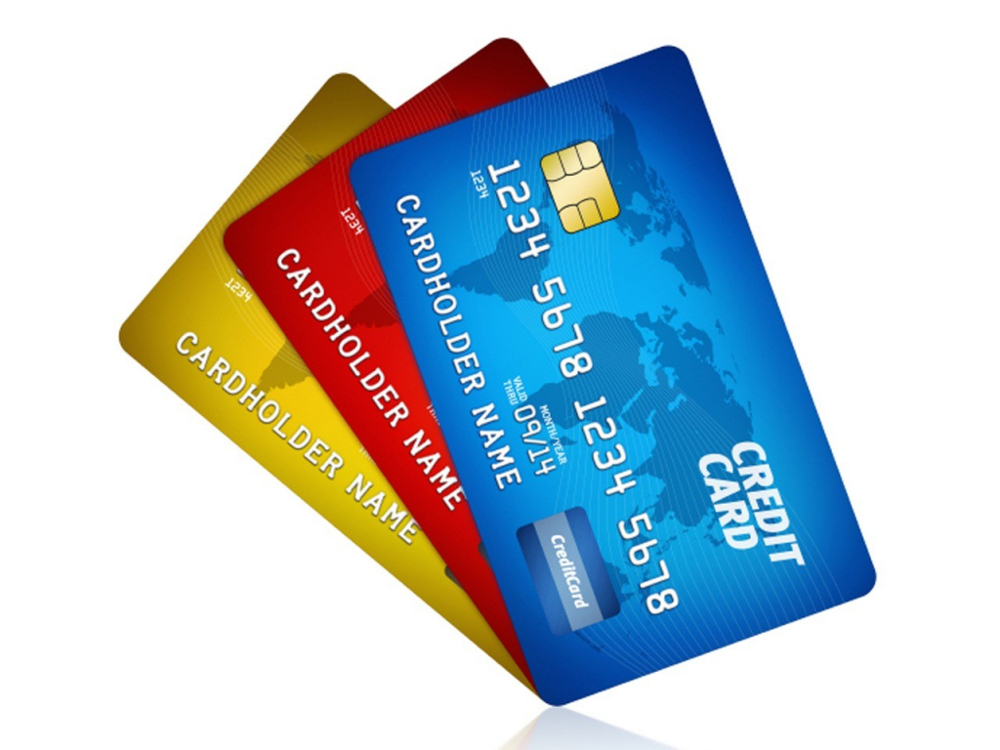 CREDIT
CARD
1234 5678 1234 5678
1234
MONTH/YEAR
VALID
THRU 09/14
CARDHOLDER NAME
CreditCard
1234
CARDHOLDER NAME
1234
CARDHOLDER NAME